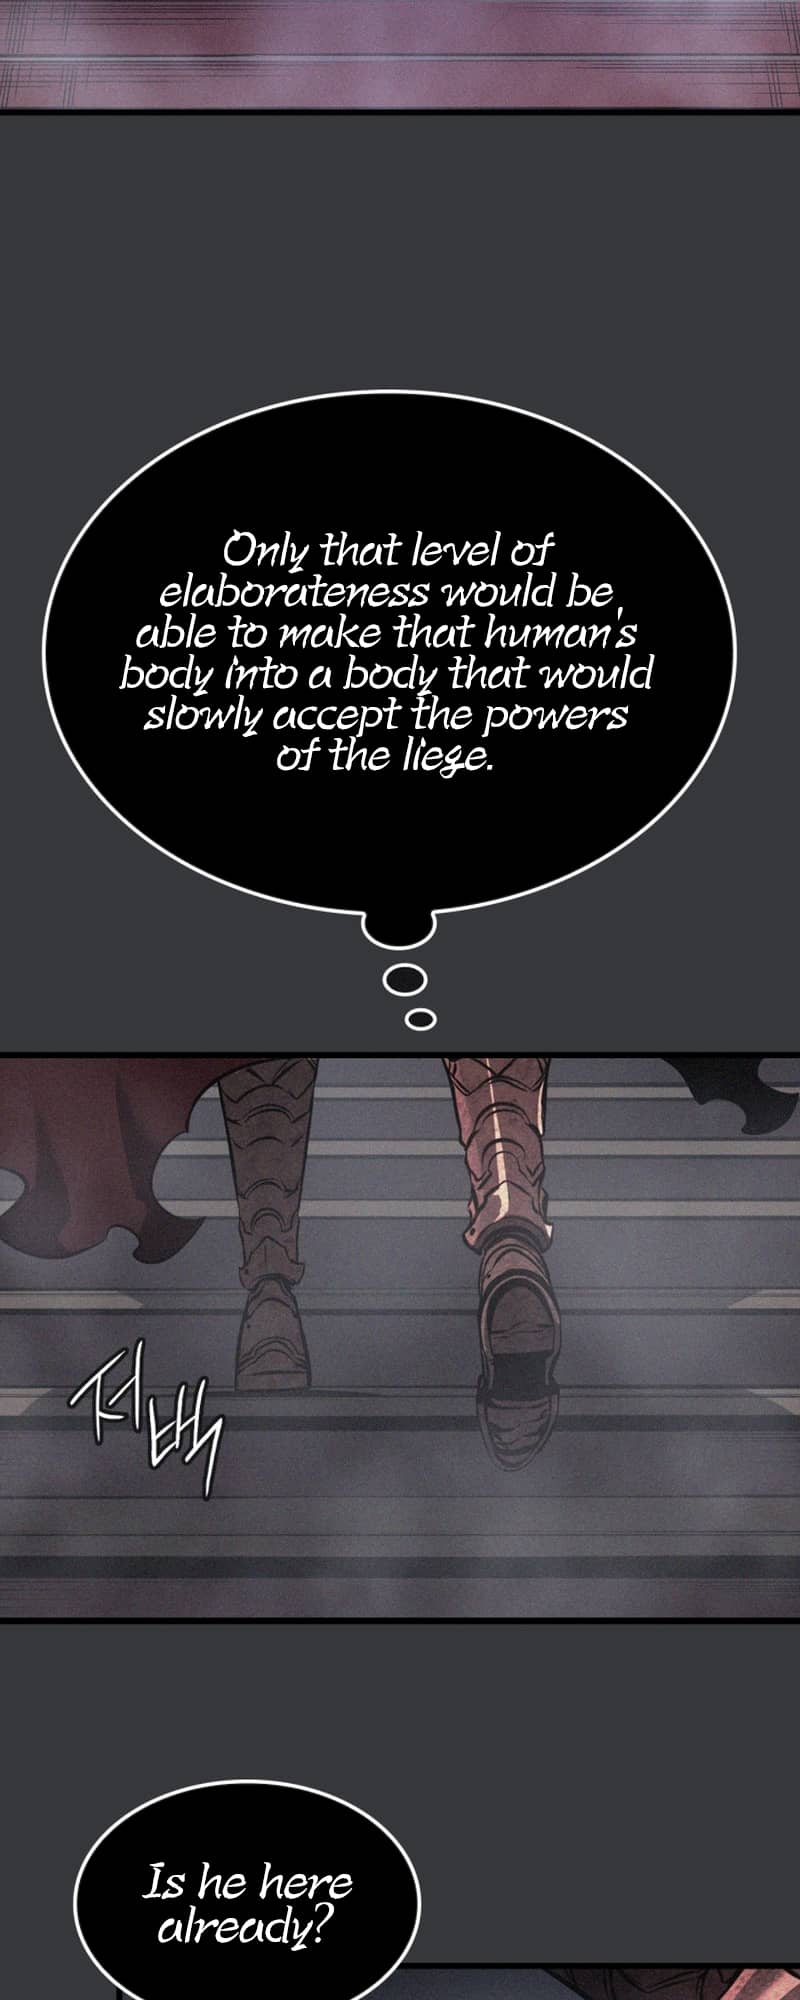 Only that level of
elaborateness would be,
able to make that human's
body into a body that would
slowly accept the powers
of the liege.
저벅
Is he here
already?